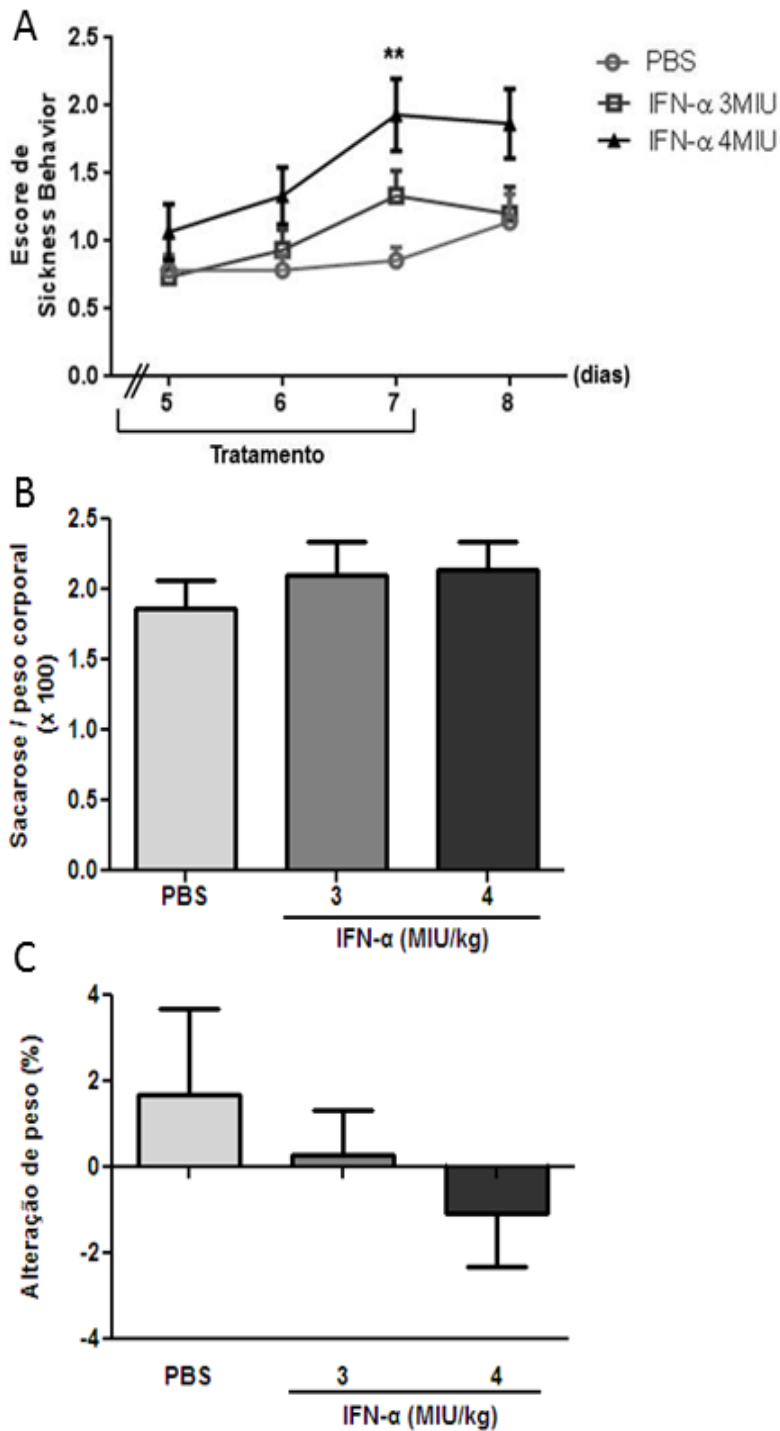 A
Escore de
Sickness Behavior
2.5
2.0
1.5
1.0
0.5
0.0
**
PBS
IFN-α 3MIU
IFN-α 4MIU
5 6 7 8 (dias)
Tratamento
B
Sacarose / peso corporal
(x 100)
2.5
2.0
1.5
1.0
0.5
0.0
PBS 3 4
IFN-α (MIU/kg)
C
Alteração de peso (%)
4
2
0
-2
-4
PBS 3 4
IFN-α (MIU/kg)